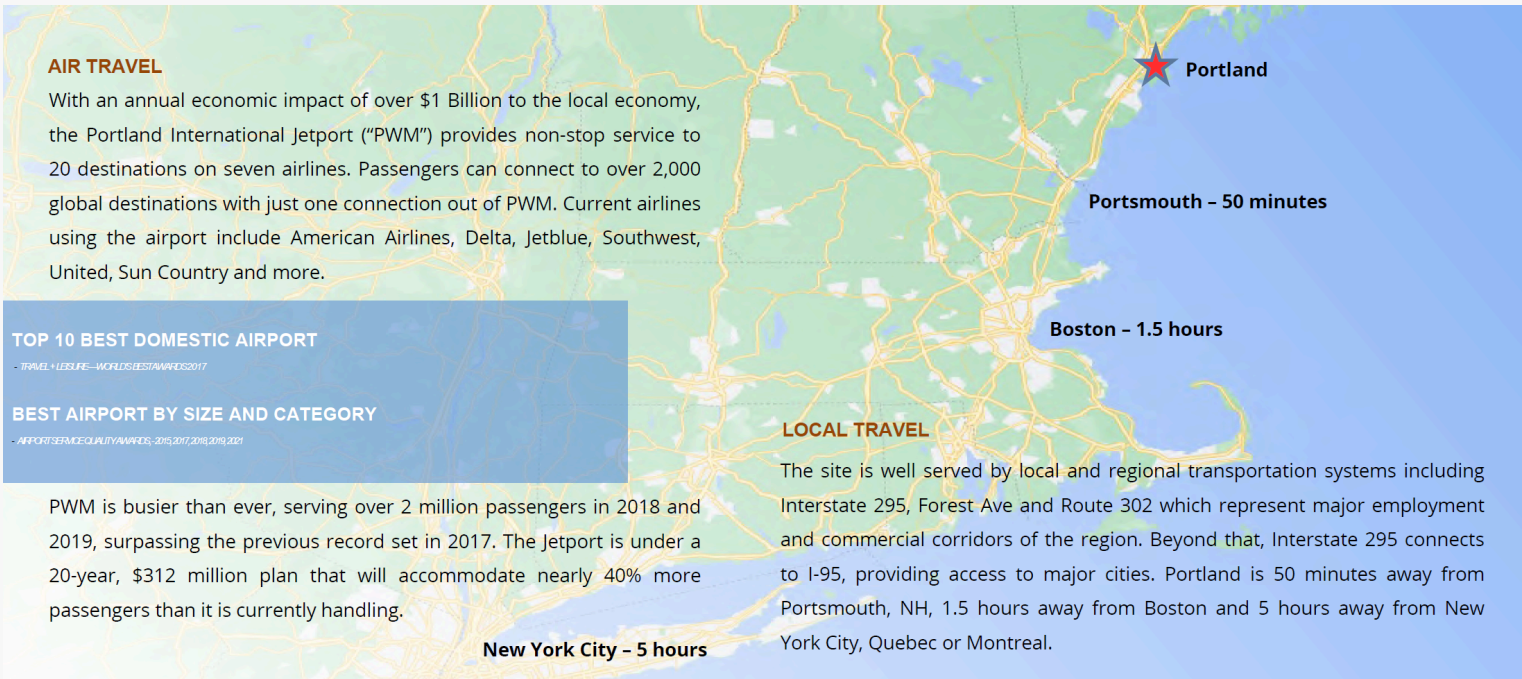 AIR TRAVEL
With an annual economic impact of over $1 Billion to the local economy,
the Portland International Jetport (“PWM”) provides non-stop service to
20 destinations on seven airlines. Passengers can connect to over 2,000
global destinations with just one connection out of PWM. Current airlines
using the airport include American Airlines, Delta, Jetblue, Southwest,
United, Sun Country and more.
TOP 10 BEST DOMESTIC AIRPORT
- TRAVEL + LEISURE—WORLDS BEST AWARDS 2017
BEST AIRPORT BY SIZE AND CATEGORY
- AIRPORT SERVICE QUALITY AWARDS, - 2015, 2017, 2018, 2019, 2021
PWM is busier than ever, serving over 2 million passengers in 2018 and
2019, surpassing the previous record set in 2017. The Jetport is under a
20-year, $312 million plan that will accommodate nearly 40% more
passengers than it is currently handling.
New York City – 5 hours
Portland
Portsmouth – 50 minutes
Boston – 1.5 hours
LOCAL TRAVEL
The site is well served by local and regional transportation systems including
Interstate 295, Forest Ave and Route 302 which represent major employment
and commercial corridors of the region. Beyond that, Interstate 295 connects
to I-95, providing access to major cities. Portland is 50 minutes away from
Portsmouth, NH, 1.5 hours away from Boston and 5 hours away from New
York City, Quebec or Montreal.